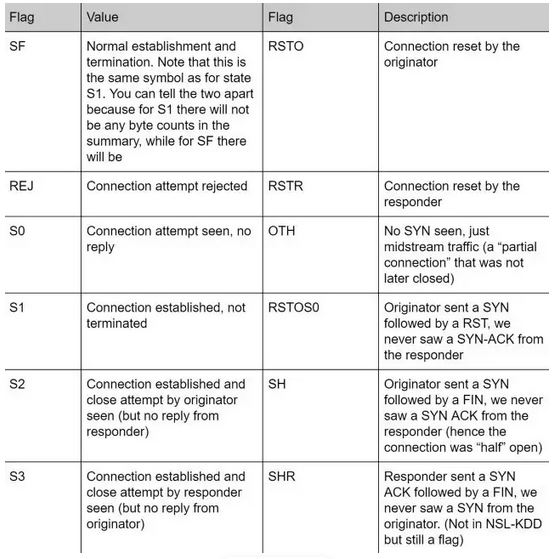 Flag Value Flag Description
SF Normal establishment and RSTO Connection reset by the
termination. Note that this is originator
the same symbol as for state
S1. You can tell the two apart
because for S1 there will not
be any byte counts in the
summary, while for SF there
will be
REJ Connection attempt rejected RSTR Connection reset by the
responder
S0 Connection attempt seen, no OTH No SYN seen, just
reply midstream traffic (a “partial
connection” that was not
later closed)
S1 Connection established, not RSTOS0 Originator sent a SYN
terminated followed by a RST, we
never saw a SYN-ACK from
the responder
S2 Connection established and SH Originator sent a SYN
close attempt by originator followed by a FIN, we never
seen (but no reply from saw a SYN ACK from the
responder) responder (hence the
connection was “half” open)
S3 Connection established and SHR Responder sent a SYN
close attempt by responder ACK followed by a FIN, we
seen (but no reply from never saw a SYN from the
originator) originator. (Not in NSL-KDD
but still a flag)